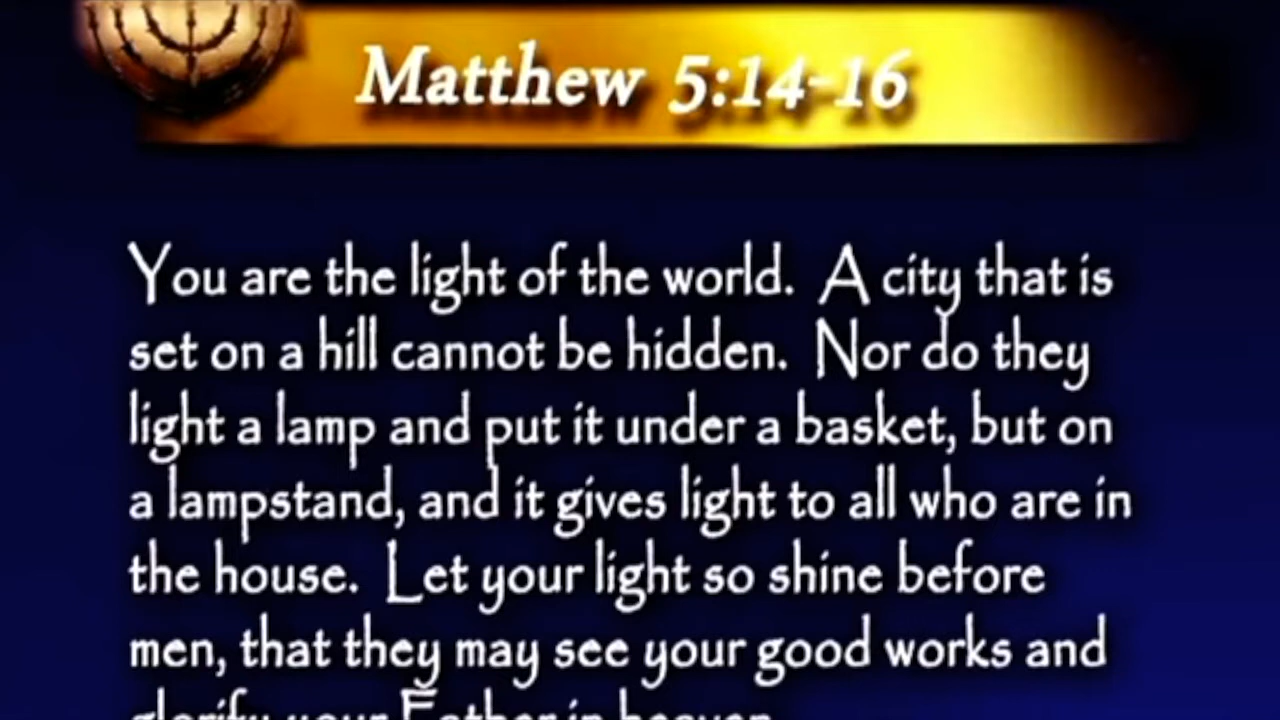 Matthew 5:14-16
You are the light of the world. A city that is
set on a hill cannot be hidden. Nor do they
light a lamp and put it under a basket, but on
a lampstand, and it gives light to all who are in
the house. Let your light so shine before
men, that they may see your good works and
glorify your Father in heaven.